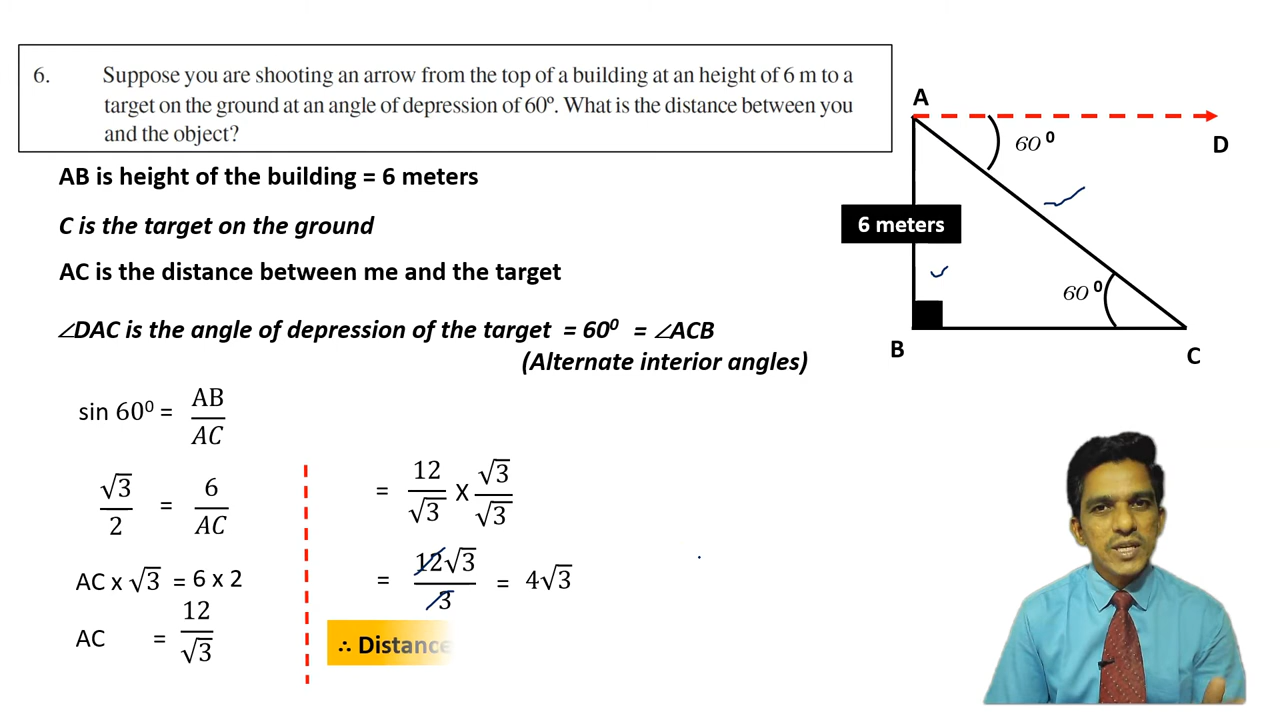 6. Suppose you are shooting an arrow from the top of a building at an height of 6 m to a
target on the ground at an angle of depression of 60º. What is the distance between you
and the object?
AB is height of the building = 6 meters
C is the target on the ground
AC is the distance between me and the target
∠DAC is the angle of depression of the target = 60⁰ = ∠ACB
(Alternate interior angles)
sin 60⁰ = AB/AC
√3/2 = 6/AC
AC x √3 = 6 x 2
AC = 12/√3
= 12/√3 X √3/√3
= 12√3/3 = 4√3
∴ Distance
A
60⁰
D
6 meters
60⁰
B
C